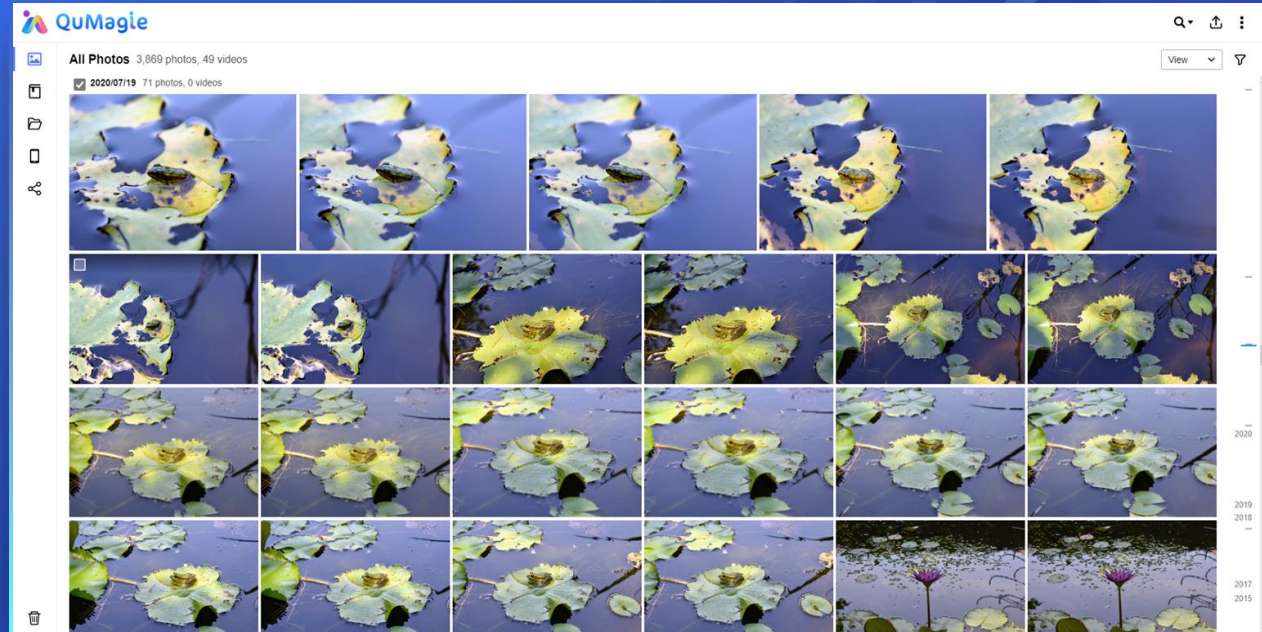 QuMagie
All Photos 3,869 photos, 49 videos
View
2020/07/19 71 photos, 0 videos
2020
2019
2018
2017
2015